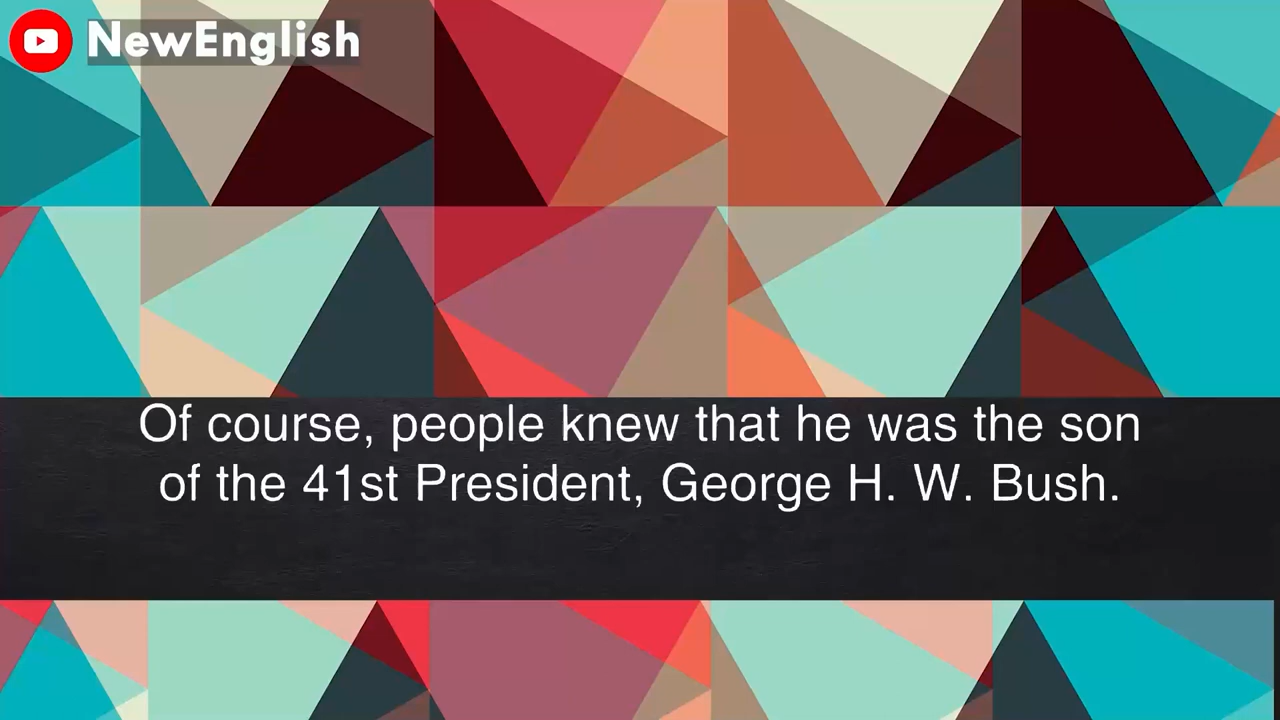 NewEnglish
Of course, people knew that he was the son
of the 41st President, George H. W. Bush.